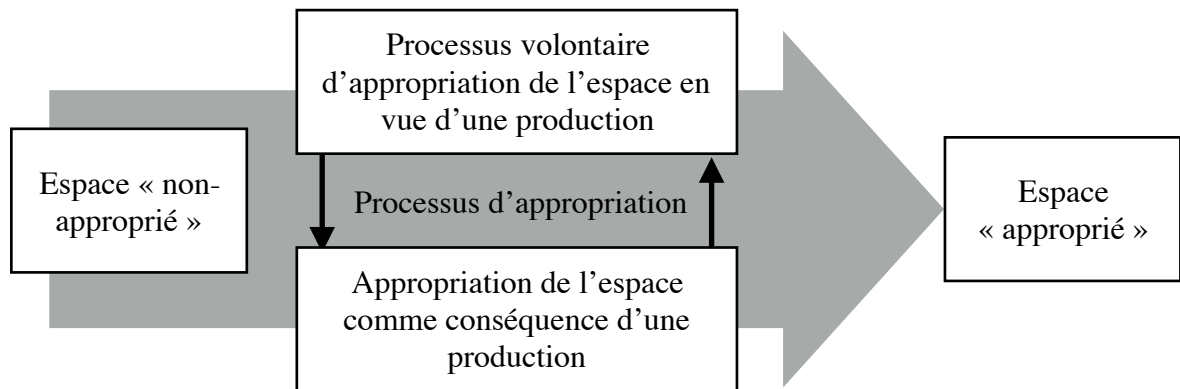 Processus volontaire
d’appropriation de l’espace en
vue d’une production
Espace « non-
approprié »
Processus d’appropriation
Espace
« approprié »
Appropriation de l’espace
comme conséquence d’une
production